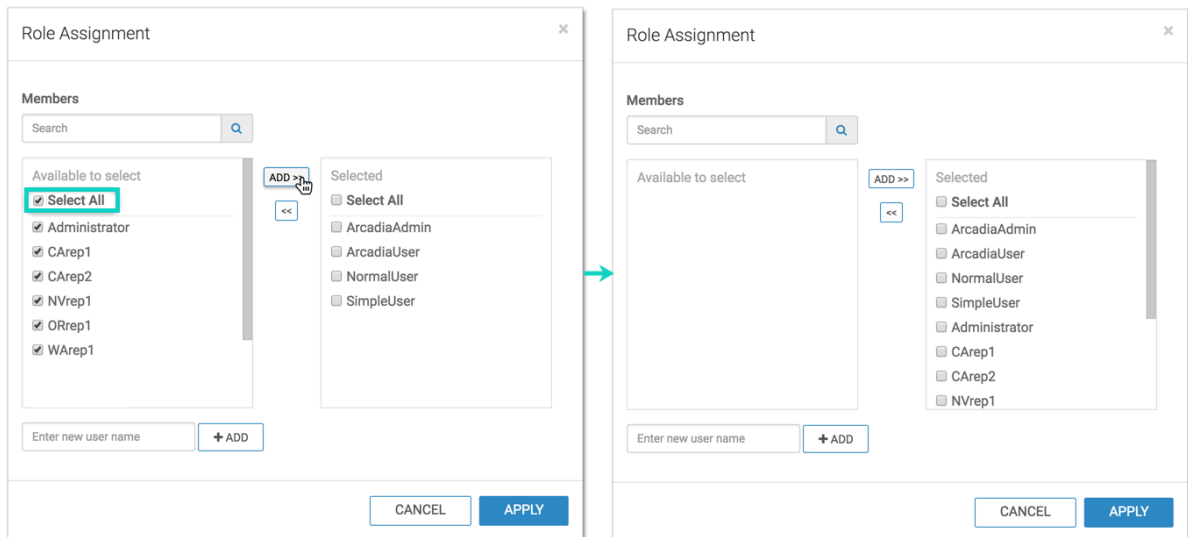 Role Assignment ×
Members
Search
Available to select
Select All
Administrator
CArep1
CArep2
NVrep1
ORrep1
WArep1
ADD >>
<<
Selected
Select All
ArcadiaAdmin
ArcadiaUser
NormalUser
SimpleUser
Enter new user name
+ ADD
CANCEL
APPLY
Role Assignment ×
Members
Search
Available to select
ADD >>
<<
Selected
Select All
ArcadiaAdmin
ArcadiaUser
NormalUser
SimpleUser
Administrator
CArep1
CArep2
NVrep1
Enter new user name
+ ADD
CANCEL
APPLY